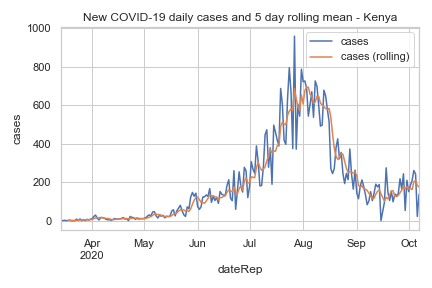 New COVID-19 daily cases and 5 day rolling mean - Kenya
cases
cases (rolling)
1000
800
600
400
200
0
cases
Apr
2020
May
Jun
Jul
Aug
Sep
Oct
dateRep